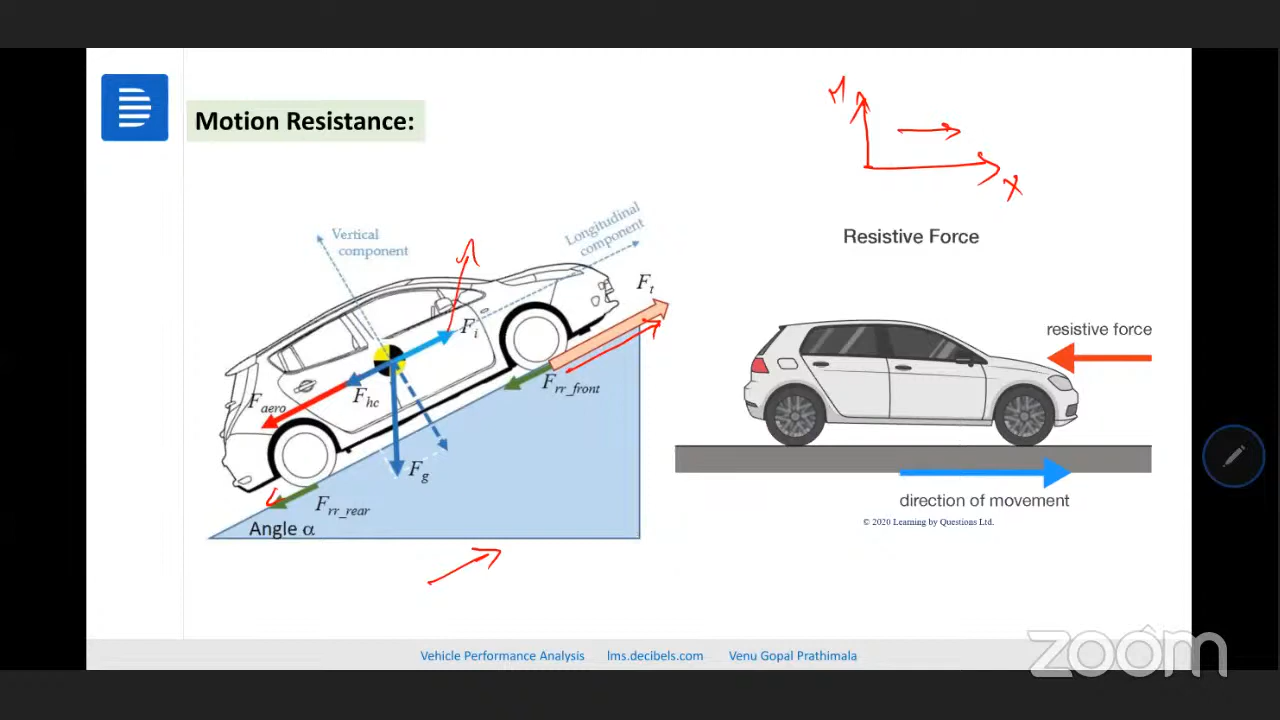 Motion Resistance:
Y
X
Vertical
component
Longitudinal
component
F_t
F_i
F_hc
F_aero
F_rr_front
F_g
F_rr_rear
Angle α
Resistive Force
resistive force
direction of movement
© 2020 Learning by Questions Ltd.
Vehicle Performance Analysis lms.decibels.com Venu Gopal Prathimala
zoom